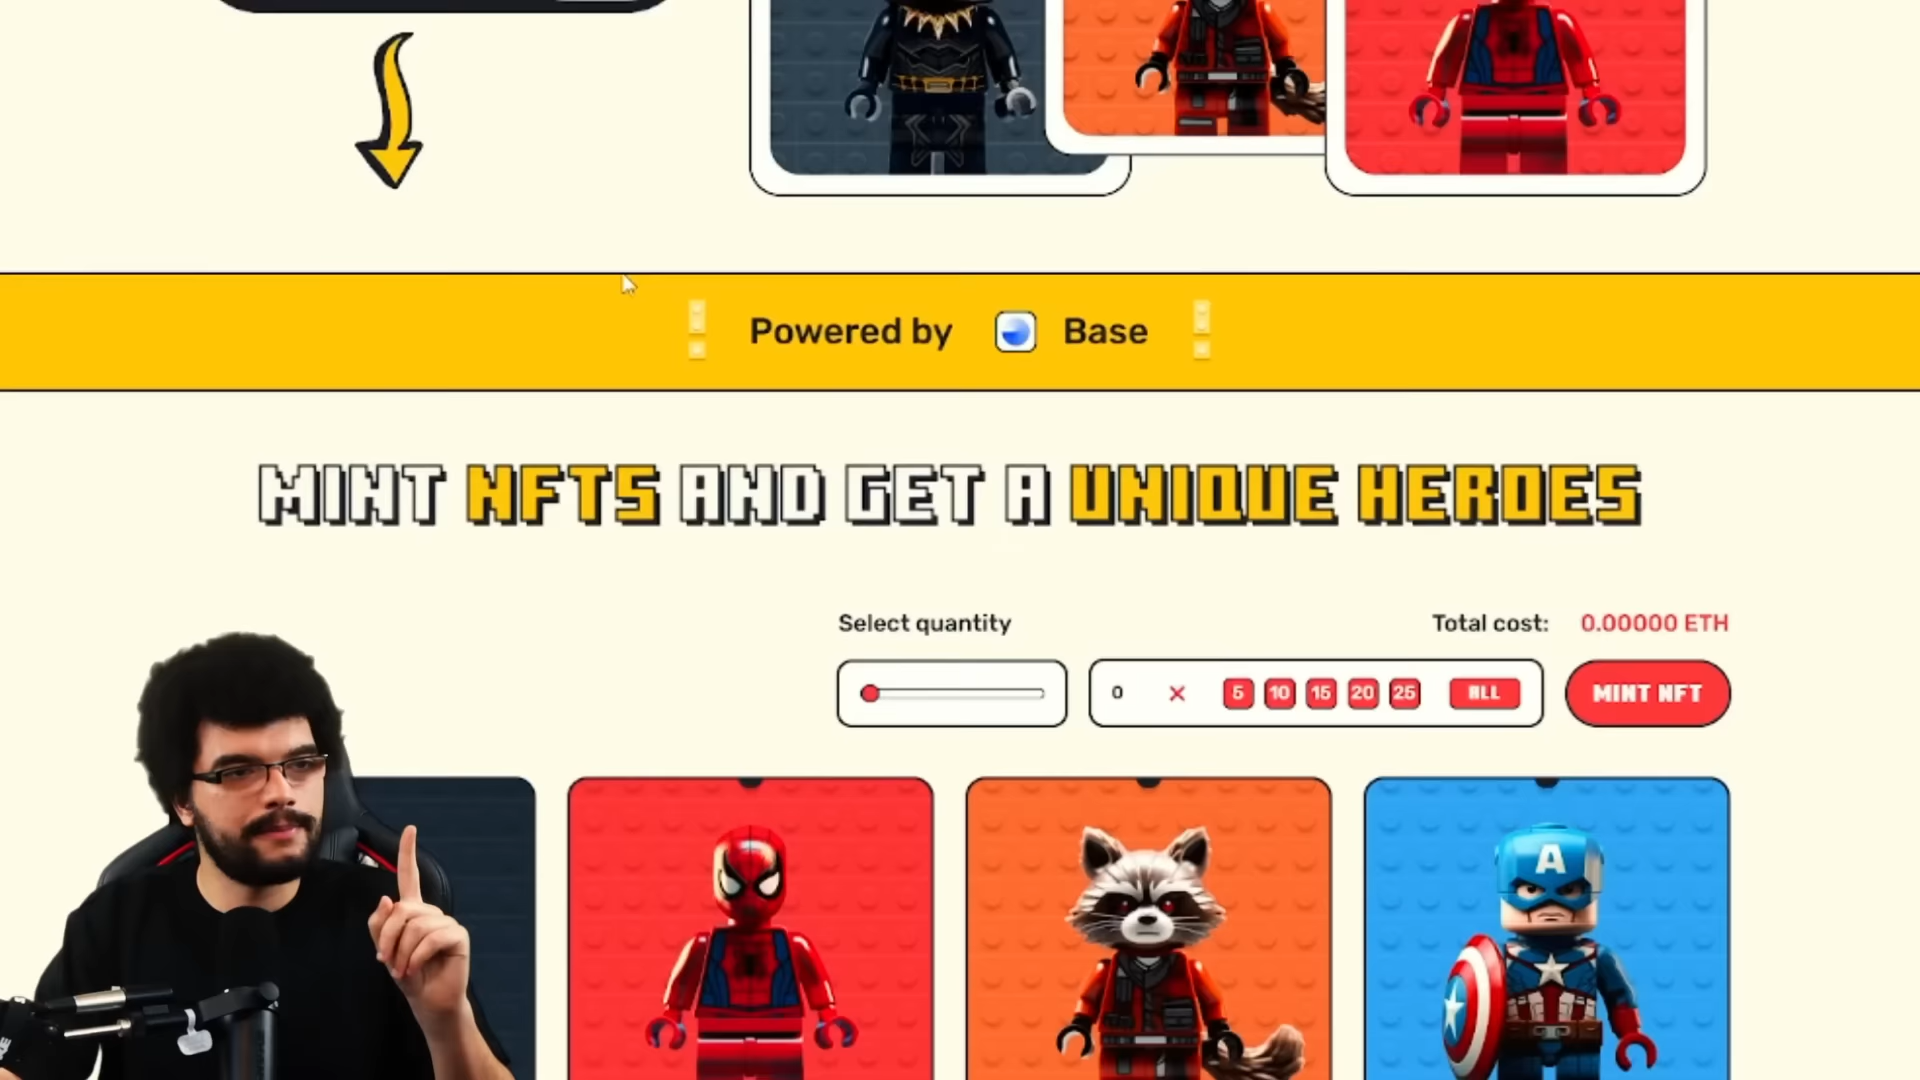 Powered by Base
MINT NFTS AND GET A UNIQUE HEROES
Select quantity
Total cost: 0.00000 ETH
0 × 5 10 15 20 25 ALL
MINT NFT
A